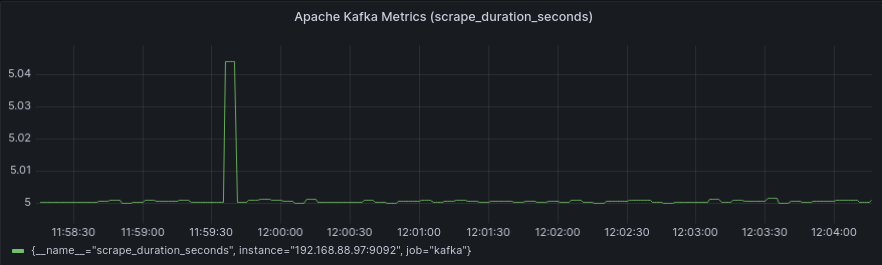 Apache Kafka Metrics (scrape_duration_seconds)
5.04
5.03
5.02
5.01
5
11:58:30 11:59:00 11:59:30 12:00:00 12:00:30 12:01:00 12:01:30 12:02:00 12:02:30 12:03:00 12:03:30 12:04:00
{__name__="scrape_duration_seconds", instance="192.168.88.97:9092", job="kafka"}